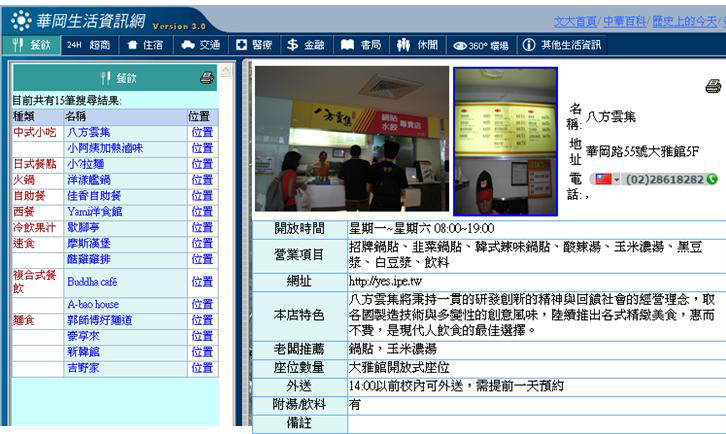 華岡生活資訊網 Version 3.0
文大首頁/ 中華百科/ 歷史上的今天/
餐飲 24H 超商 住宿 交通 醫療 金融 書局 休閒 360° 環場 其他生活資訊
餐飲
目前共有15筆搜尋結果:
種類 名稱 位置
中式小吃 八方雲集 位置
小阿姨加熱滷味 位置
日式餐點 小?拉麵 位置
火鍋 洋漾艦鍋 位置
自助餐 佳香自助餐 位置
西餐 Yami洋食館 位置
冷飲果汁 歇腳亭 位置
速食 摩斯漢堡 位置
酷雞雞排 位置
複合式餐飲 Buddha café 位置
A-bao house 位置
麵食 郭師傅好麵道 位置
豪享來 位置
新韓館 位置
吉野家 位置
八方雲集
鍋貼
水餃 專賣店
名稱: 八方雲集
地址 華岡路55號大雅館5F
電話: (02)28618282 ,
開放時間 星期一~星期六 08:00~19:00
營業項目 招牌鍋貼、韭菜鍋貼、韓式辣味鍋貼、酸辣湯、玉米濃湯、黑豆
漿、白豆漿、飲料
網址 http://yes.ipe.tw
本店特色 八方雲集將秉持一貫的研發創新的精神與回饋社會的經營理念，取
各國製造技術與多變性的創意風味，陸續推出各式精緻美食，惠而
不費，是現代人飲食的最佳選擇。
老闆推薦 鍋貼，玉米濃湯
座位數量 大雅館開放式座位
外送 14:00以前校內可外送，需提前一天預約
附湯/飲料 有
備註